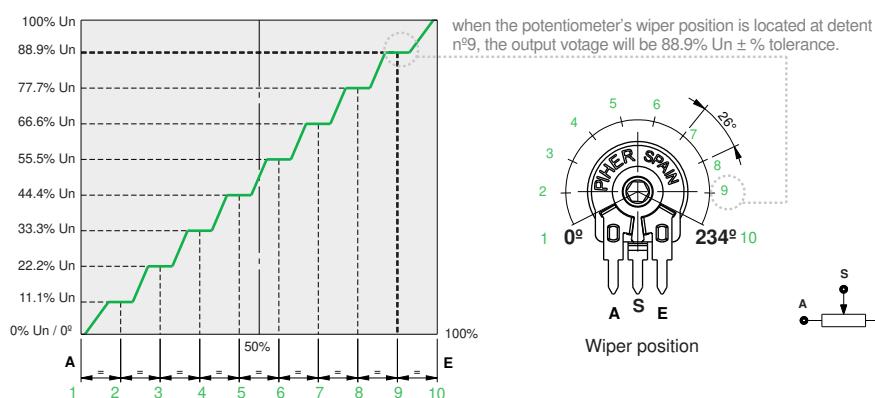 100% Un
88.9% Un
77.7% Un
66.6% Un
55.5% Un
44.4% Un
33.3% Un
22.2% Un
11.1% Un
0% Un / 0º
50%
100%
A
E
= = = = = = = = =
1 2 3 4 5 6 7 8 9 10
when the potentiometer's wiper position is located at detent
nº9, the output votage will be 88.9% Un ± % tolerance.
1 2 3 4 5 6 7 8 9 10
26°
PIHER SPAIN
0º
234º
A S E
Wiper position
S
A